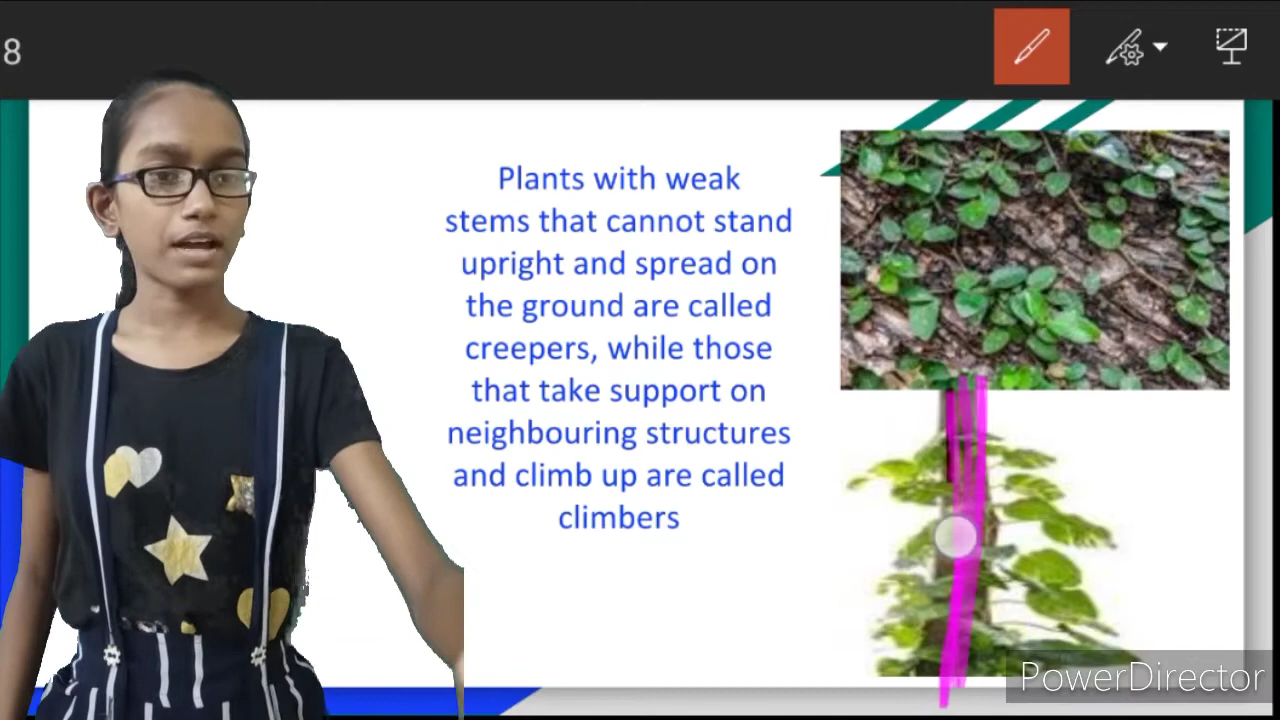 8
Plants with weak
stems that cannot stand
upright and spread on
the ground are called
creepers, while those
that take support on
neighbouring structures
and climb up are called
climbers
PowerDirector